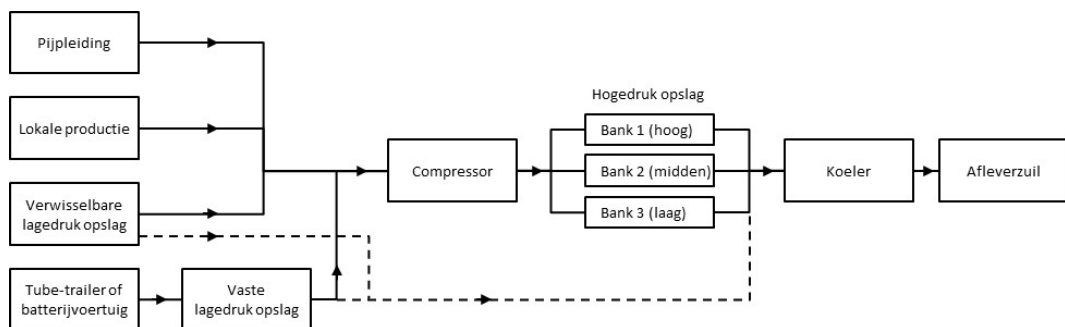 Pijpleiding
Lokale productie
Verwisselbare
lagedruk opslag
Tube-trailer of
batterijvoertuig
Vaste
lagedruk opslag
Compressor
Hogedruk opslag
Bank 1 (hoog)
Bank 2 (midden)
Bank 3 (laag)
Koeler
Afleverzuil